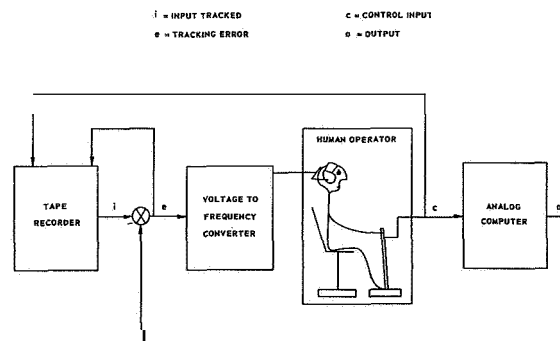 i = INPUT TRACKED
c = CONTROL INPUT
e = TRACKING ERROR
o = OUTPUT
HUMAN OPERATOR
TAPE
RECORDER
i
e
VOLTAGE TO
FREQUENCY
CONVERTER
c
ANALOG
COMPUTER
o